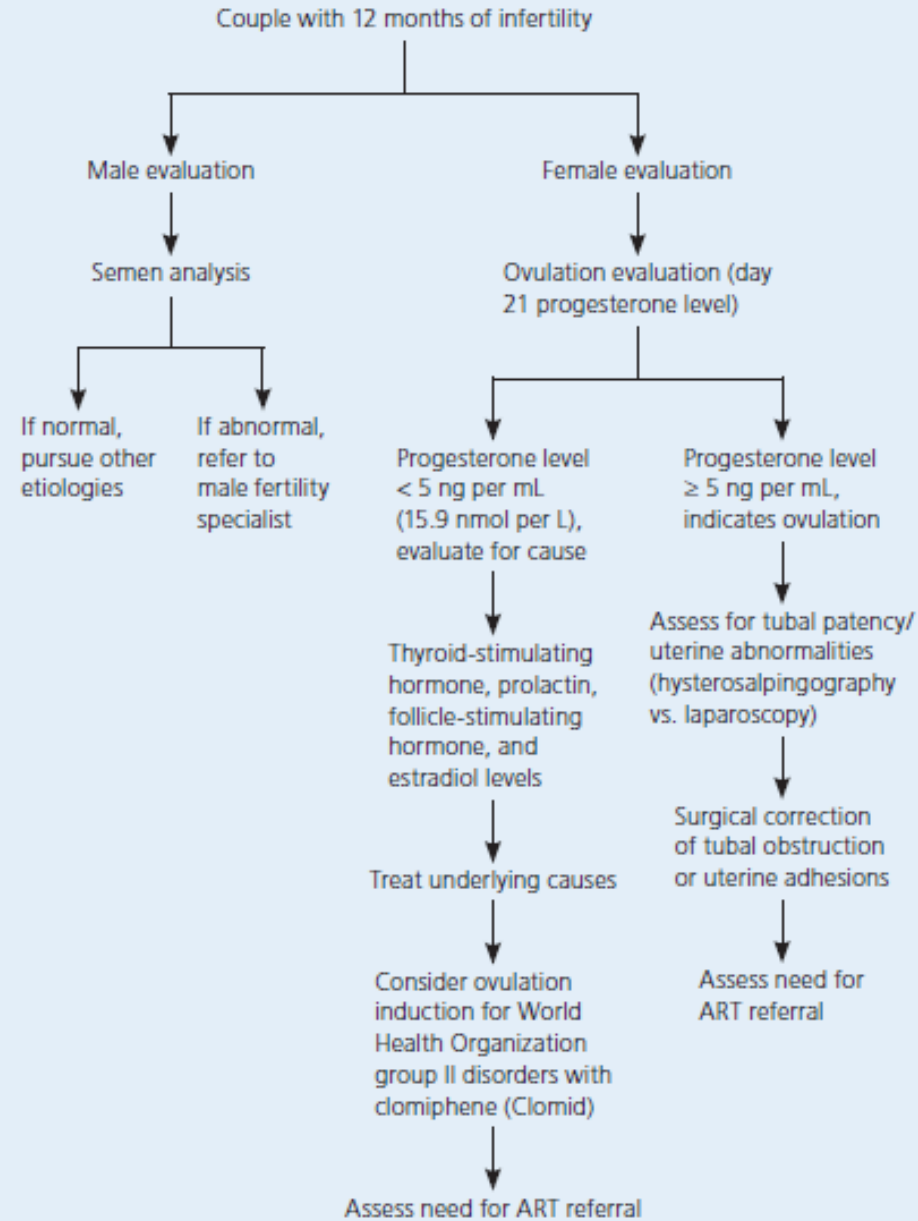 Couple with 12 months of infertility
Male evaluation
Female evaluation
Semen analysis
Ovulation evaluation (day
21 progesterone level)
If normal,
pursue other
etiologies
If abnormal,
refer to
male fertility
specialist
Progesterone level
< 5 ng per mL
(15.9 nmol per L),
evaluate for cause
Progesterone level
≥ 5 ng per mL,
indicates ovulation
Thyroid-stimulating
hormone, prolactin,
follicle-stimulating
hormone, and
estradiol levels
Assess for tubal patency/
uterine abnormalities
(hysterosalpingography
vs. laparoscopy)
Treat underlying causes
Surgical correction
of tubal obstruction
or uterine adhesions
Consider ovulation
induction for World
Health Organization
group II disorders with
clomiphene (Clomid)
Assess need for
ART referral
Assess need for ART referral